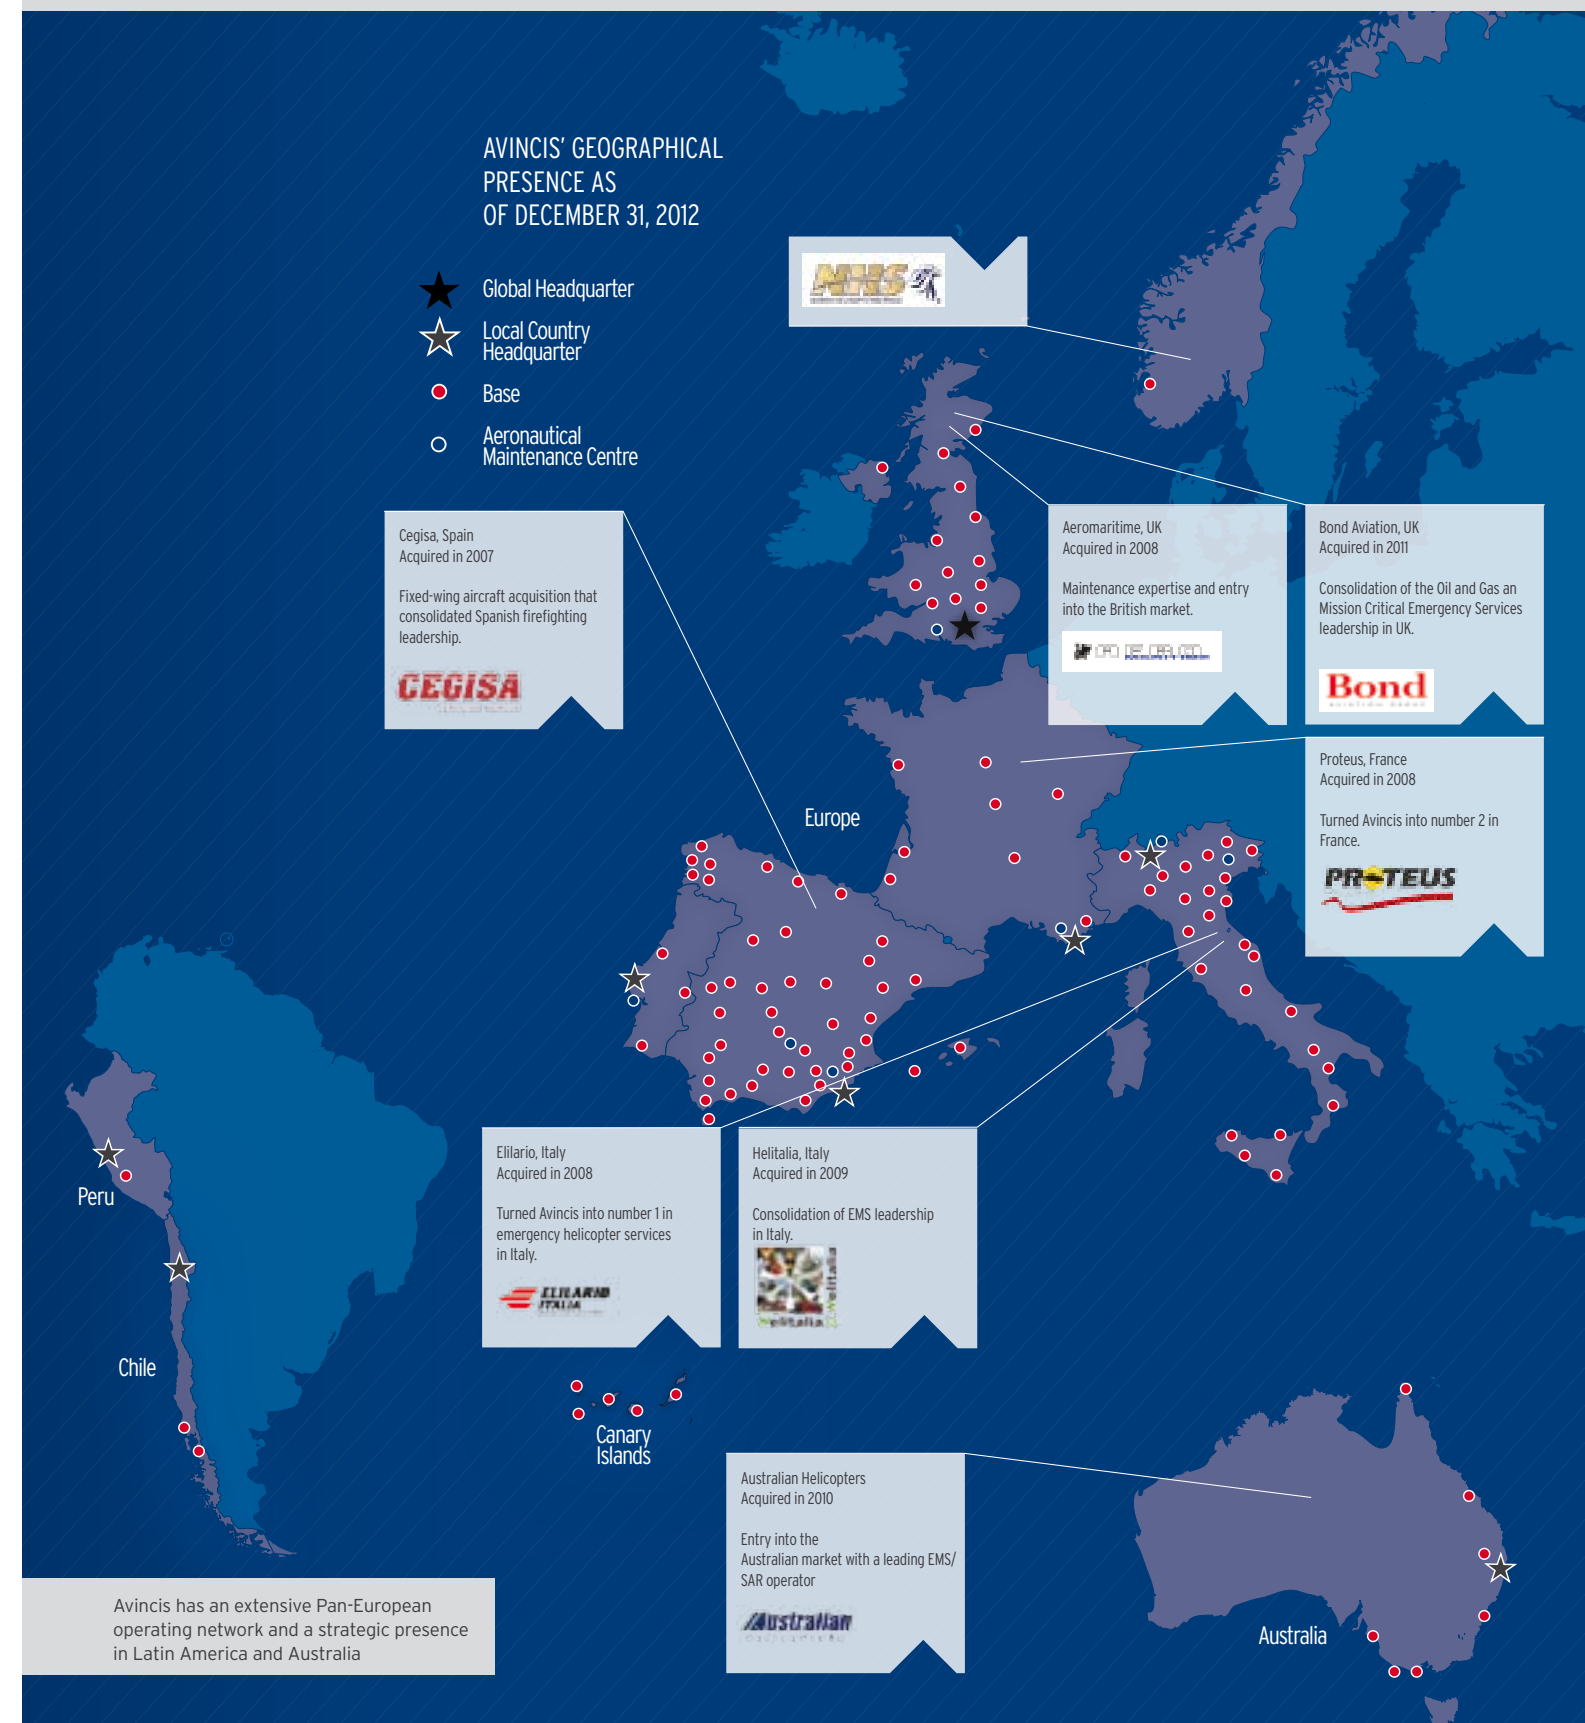 AVINCIS' GEOGRAPHICAL
PRESENCE AS
OF DECEMBER 31, 2012
Global Headquarter
Local Country
Headquarter
Base
Aeronautical
Maintenance Centre
MHS
Cegisa, Spain
Acquired in 2007
Fixed-wing aircraft acquisition that
consolidated Spanish firefighting
leadership.
CEGISA
Aeromaritime, UK
Acquired in 2008
Maintenance expertise and entry
into the British market.
Bond Aviation, UK
Acquired in 2011
Consolidation of the Oil and Gas an
Mission Critical Emergency Services
leadership in UK.
Bond
Proteus, France
Acquired in 2008
Turned Avincis into number 2 in
France.
PROTEUS
Europe
Elilario, Italy
Acquired in 2008
Turned Avincis into number 1 in
emergency helicopter services
in Italy.
ELILARIO
ITALIA
Helitalia, Italy
Acquired in 2009
Consolidation of EMS leadership
in Italy.
Helitalia
Helitalia
Peru
Chile
Canary
Islands
Australian Helicopters
Acquired in 2010
Entry into the
Australian market with a leading EMS/
SAR operator
Australian
Australia
Avincis has an extensive Pan-European
operating network and a strategic presence
in Latin America and Australia